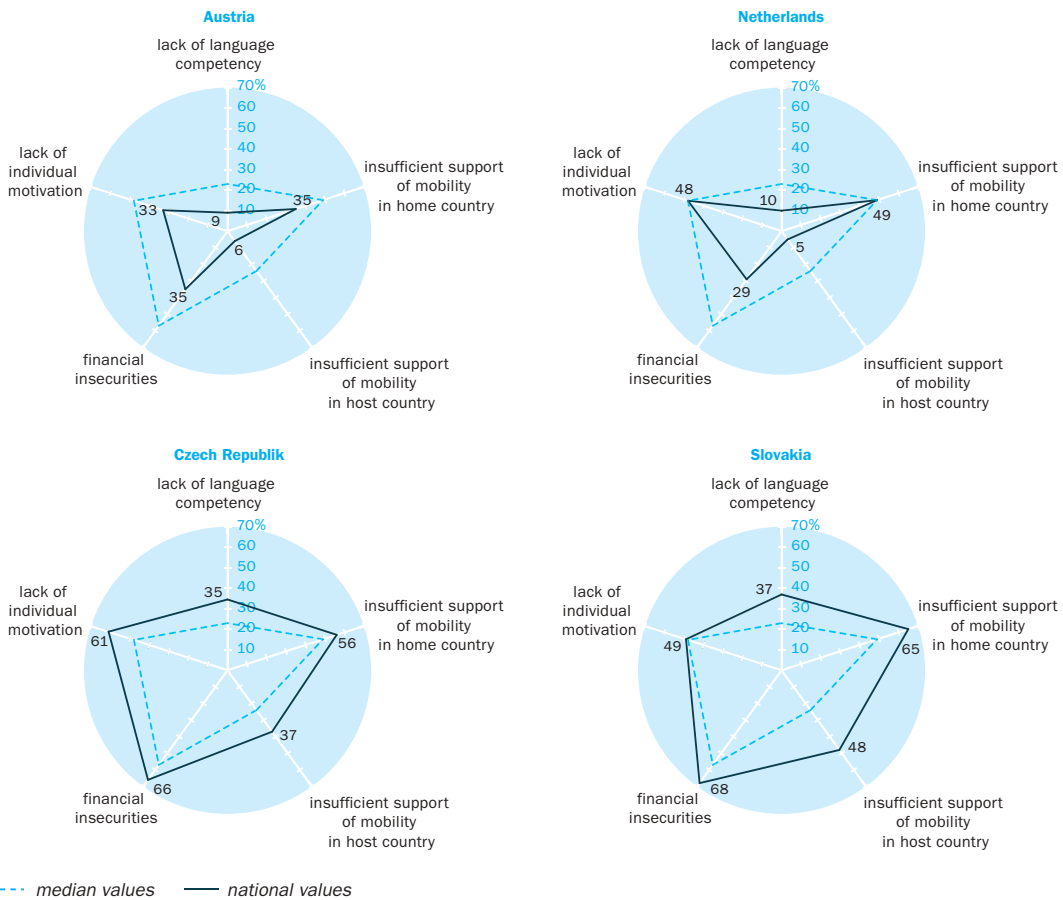 Austria
lack of language
competency
70%
60
50
40
30
20
10
lack of
individual
motivation
insufficient support
of mobility
in home country
33
9
35
6
35
financial
insecurities
insufficient support
of mobility
in host country
Netherlands
lack of language
competency
70%
60
50
40
30
20
10
lack of
individual
motivation
insufficient support
of mobility
in home country
48
10
49
5
29
financial
insecurities
insufficient support
of mobility
in host country
Czech Republik
lack of language
competency
70%
60
50
40
30
20
10
lack of
individual
motivation
insufficient support
of mobility
in home country
35
61
56
37
66
financial
insecurities
insufficient support
of mobility
in host country
Slovakia
lack of language
competency
70%
60
50
40
30
20
10
lack of
individual
motivation
insufficient support
of mobility
in home country
37
49
65
48
68
financial
insecurities
insufficient support
of mobility
in host country
median values
national values